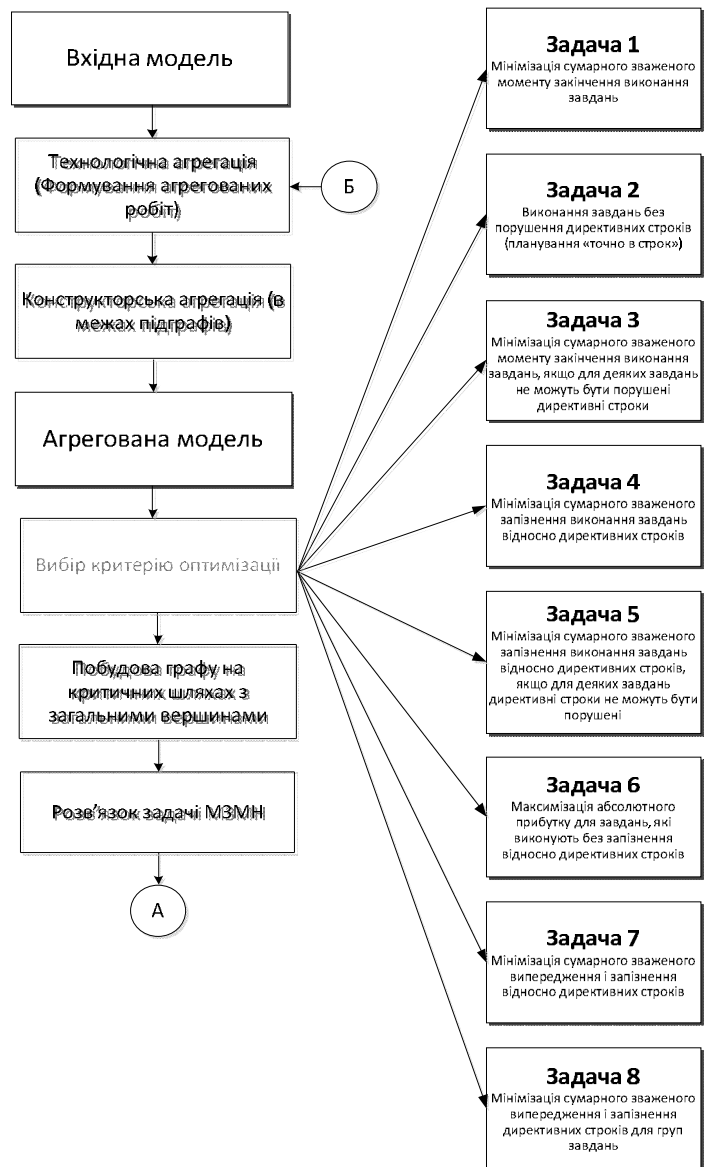 Вхідна модель
Технологічна агрегація
(Формування агрегованих
робіт)
Б
Конструкторська агрегація (в
межах підграфів)
Агрегована модель
Вибір критерію оптимізації
Побудова графу на
критичних шляхах з
загальними вершинами
Розв’язок задачі МЗМН
А
Задача 1
Мінімізація сумарного зваженого
моменту закінчення виконання
завдань
Задача 2
Виконання завдань без
порушення директивних строків
(планування «точно в строк»)
Задача 3
Мінімізація сумарного зваженого
моменту закінчення виконання
завдань, якщо для деяких завдань
не можуть бути порушені
директивні строки
Задача 4
Мінімізація сумарного зваженого
запізнення виконання завдань
відносно директивних строків
Задача 5
Мінімізація сумарного зваженого
запізнення виконання завдань
відносно директивних строків,
якщо для деяких завдань
директивні строки не можуть бути
порушені
Задача 6
Максимізація абсолютного
прибутку для завдань, які
виконують без запізнення
відносно директивних строків
Задача 7
Мінімізація сумарного зваженого
випередження і запізнення
відносно директивних строків
Задача 8
Мінімізація сумарного зваженого
випередження і запізнення
директивних строків для груп
завдань